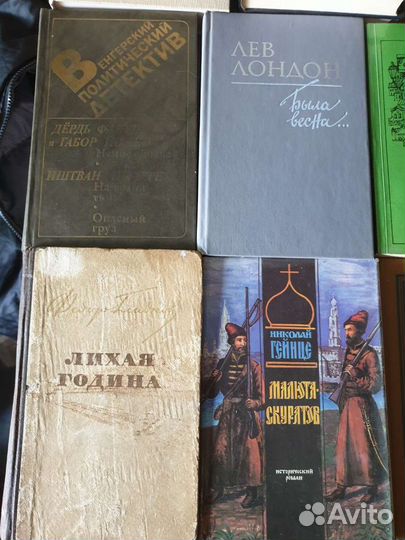 ВЕНГЕРСКИЙ
ПОЛИТИЧЕСКИЙ
ДЕТЕКТИВ
ДЁРДЬ
и ГАБОР
ИШТВАН
Опасный
груз
ЛЕВ
ЛОНДОН
Была
весна...
ЛИХАЯ
ГОДИНА
НИКОЛАЙ
ГЕЙНЦЕ
МАЛЮТА-
СКУРАТОВ
исторический
роман
Avito